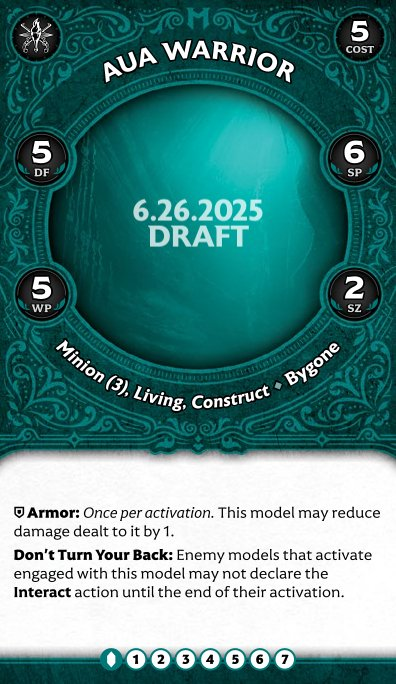 5
COST
AUA WARRIOR
5
DF
6
SP
6.26.2025
DRAFT
5
WP
2
SZ
Minion (3), Living, Construct ♦ Bygone
Armor: Once per activation. This model may reduce
damage dealt to it by 1.
Don't Turn Your Back: Enemy models that activate
engaged with this model may not declare the
Interact action until the end of their activation.
1 2 3 4 5 6 7